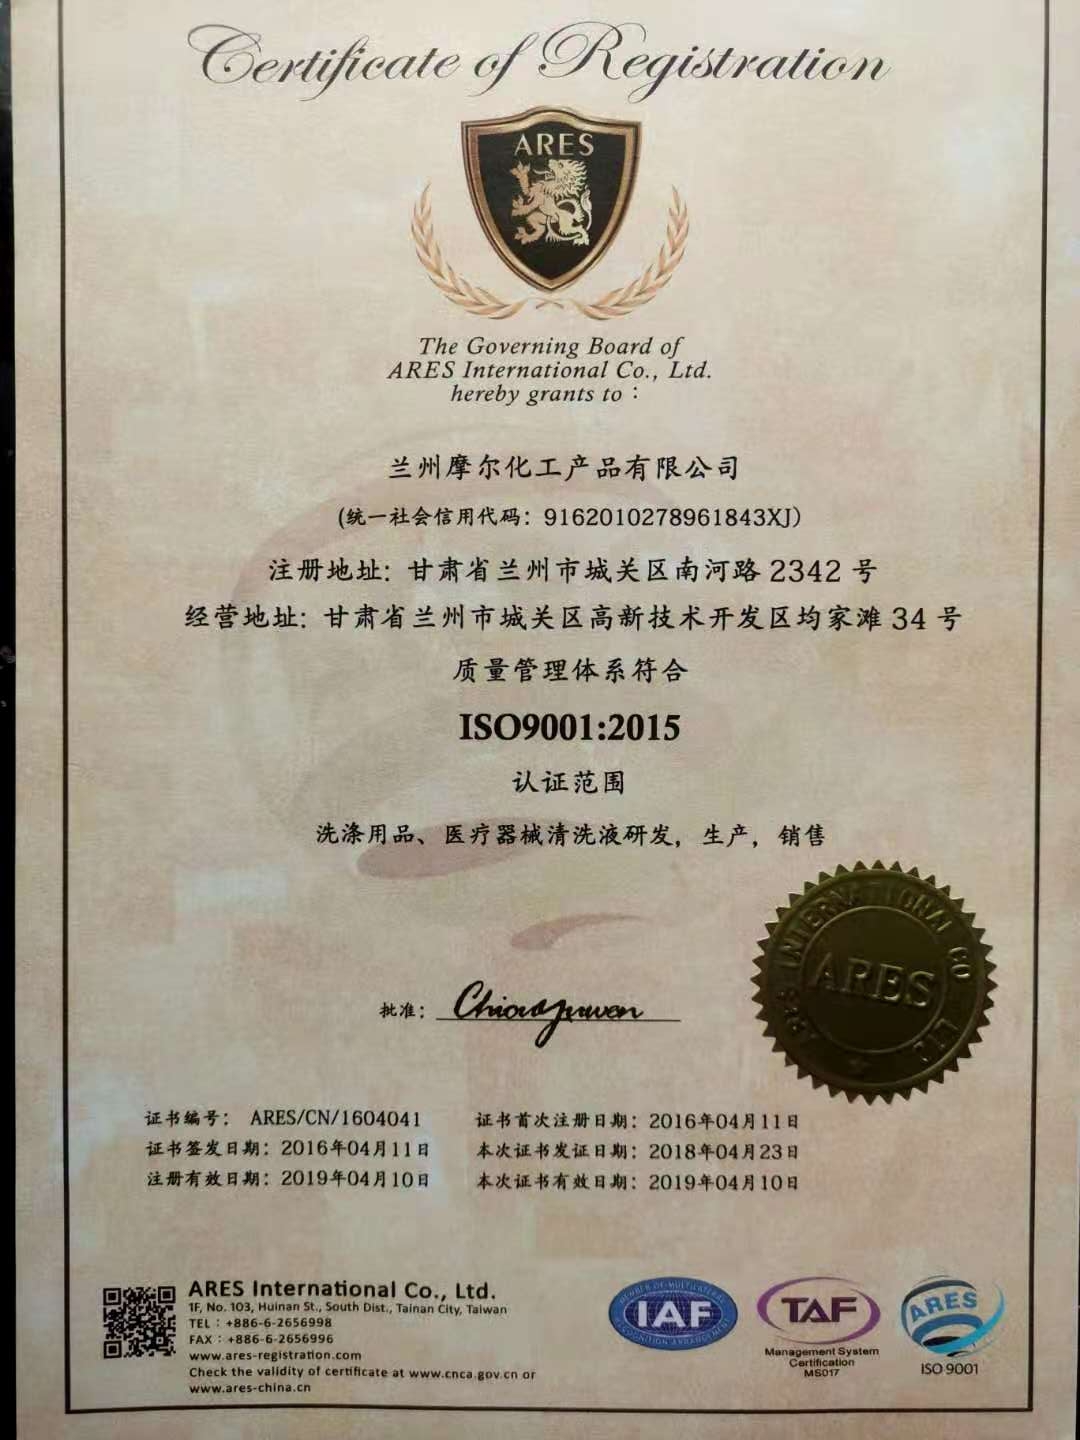 Certificate of Registration
ARES
The Governing Board of
ARES International Co., Ltd.
hereby grants to：
兰州摩尔化工产品有限公司
(统一社会信用代码：9162010278961843XJ）
注册地址：甘肃省兰州市城关区南河路 2342 号
经营地址：甘肃省兰州市城关区高新技术开发区均家滩 34 号
质量管理体系符合
ISO9001:2015
认证范围
洗涤用品、医疗器械清洗液研发，生产，销售
ARES INTERNATIONAL CO LTD
ARES
批准：
证书编号： ARES/CN/1604041
证书签发日期：2016年04月11日
注册有效日期：2019年04月10日
证书首次注册日期：2016年04月11日
本次证书发证日期：2018年04月23日
本次证书有效日期：2019年04月10日
ARES International Co., Ltd.
1F, No. 103, Huinan St., South Dist., Tainan City, Taiwan
TEL：+886-6-2656998
FAX：+886-6-2656996
www.ares-registration.com
Check the validity of certificate at www.cnca.gov.cn or
www.ares-china.cn
MEMBER OF MULTILATERAL
IAF
RECOGNITION ARRANGEMENT
TAF
Management System
Certification
MS017
ARES
ISO 9001